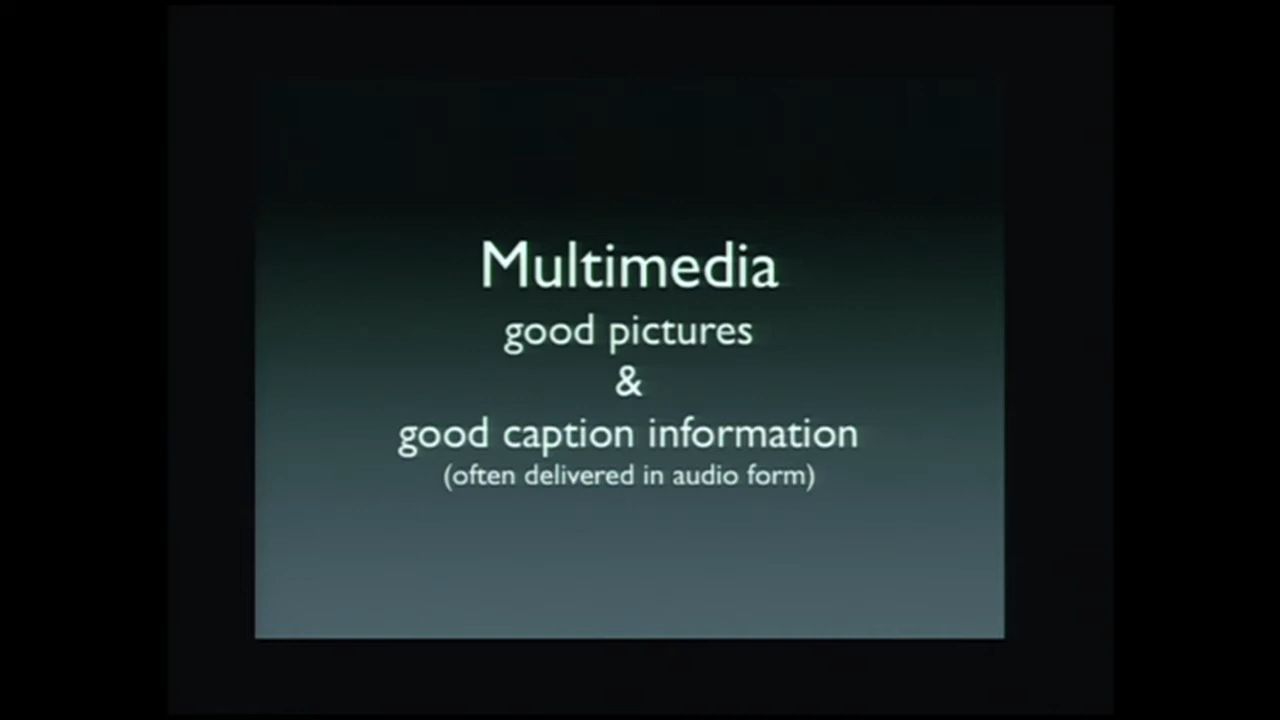 Multimedia
good pictures
&
good caption information
(often delivered in audio form)